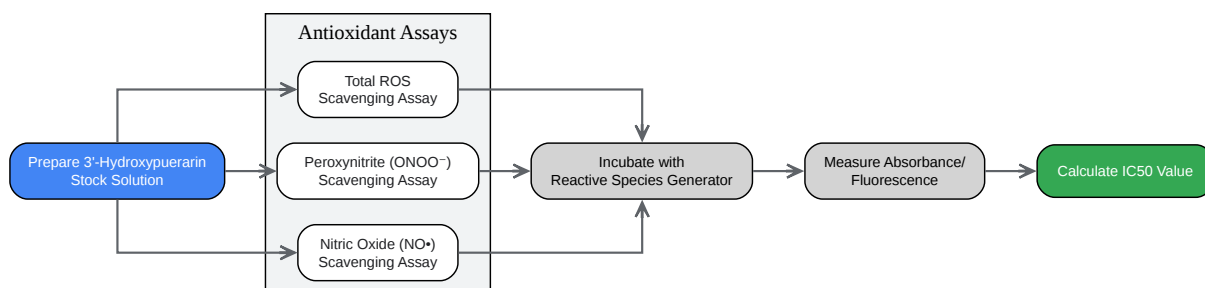 Antioxidant Assays
Total ROS
Scavenging Assay
Prepare 3'-Hydroxypuerarin
Stock Solution
Peroxynitrite (ONOO⁻)
Scavenging Assay
Nitric Oxide (NO•)
Scavenging Assay
Incubate with
Reactive Species Generator
Measure Absorbance/
Fluorescence
Calculate IC50 Value